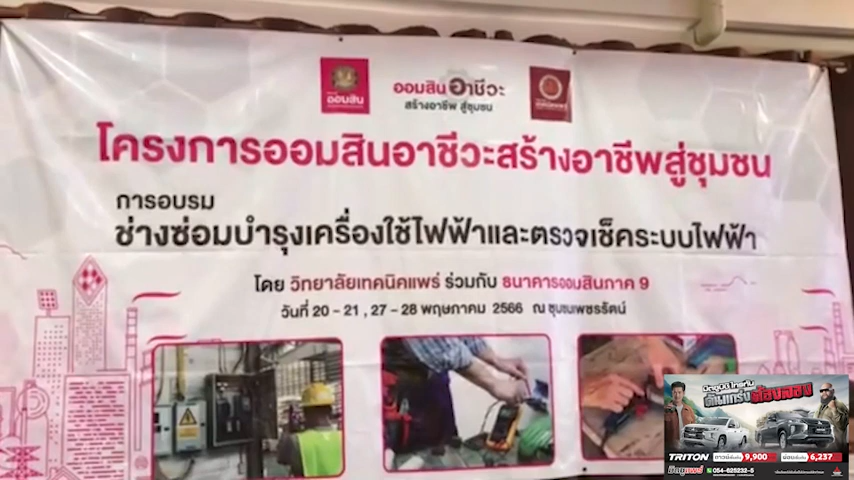 ออมสิน
ออมสินอาชีวะ
สร้างอาชีพ สู่ชุมชน
โครงการออมสินอาชีวะสร้างอาชีพสู่ชุมชน
การอบรม
ช่างซ่อมบำรุงเครื่องใช้ไฟฟ้าและตรวจเช็คระบบไฟฟ้า
โดย วิทยาลัยเทคนิคแพร่ ร่วมกับ ธนาคารออมสินภาค 9
วันที่ 20 - 21 , 27 - 28 พฤษภาคม 2566 ณ ชุมชนเพชรรัตน์
TRITON
9,900
6,237
054-625232-5